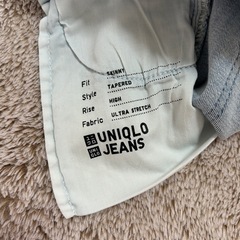 Fit SKINNY
Style TAPERED
Rise HIGH
Fabric ULTRA STRETCH
UNIQLO
JEANS